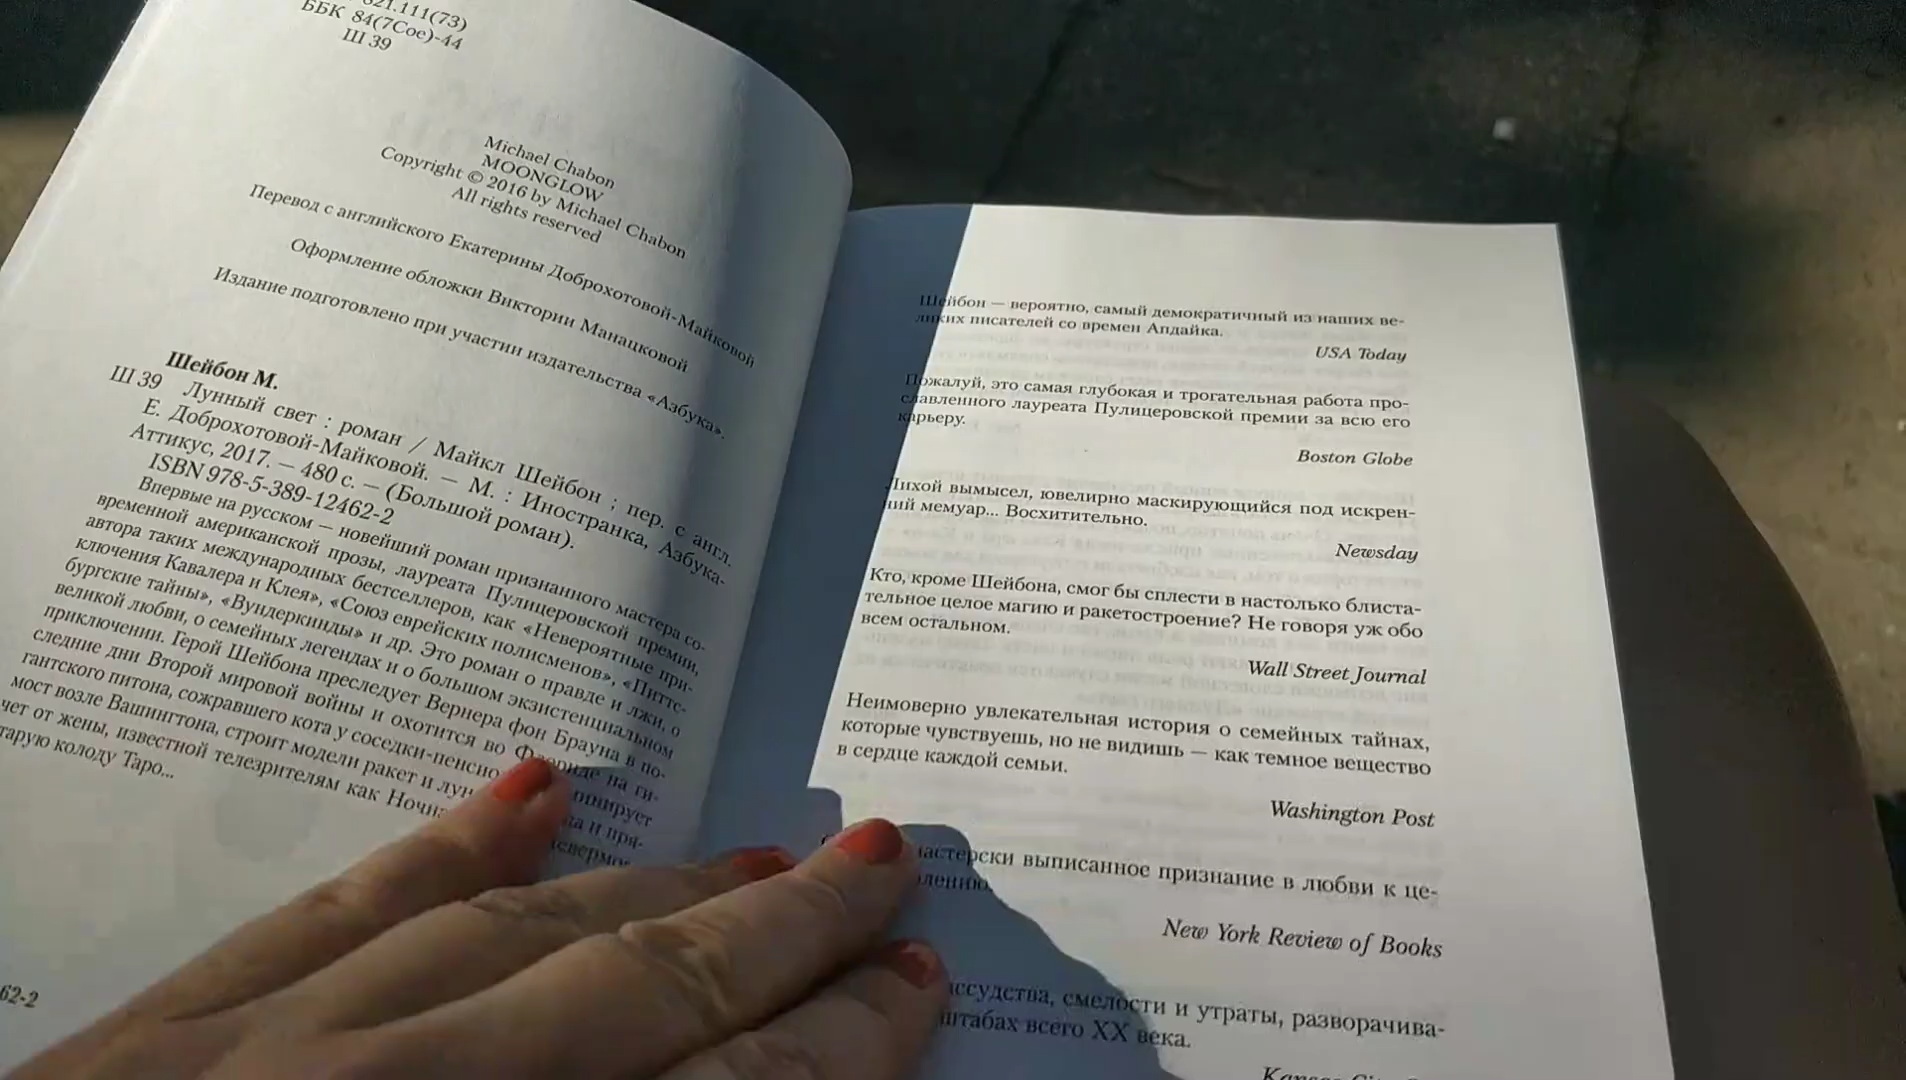 821.111(73)
ББК 84(7Сое)-44
Ш 39
Michael Chabon
MOONGLOW
Copyright © 2016 by Michael Chabon
All rights reserved
Перевод с английского Екатерины Доброхотовой-Майковой
Оформление обложки Виктории Манацковой
Издание подготовлено при участии издательства «Азбука».
Шейбон М.
Ш 39 Лунный свет : роман / Майкл Шейбон ; пер. с англ.
Е. Доброхотовой-Майковой. — М. : Иностранка, Азбука-
Аттикус, 2017. — 480 с. — (Большой роман).
ISBN 978-5-389-12462-2
Впервые на русском — новейший роман признанного мастера со-
временной американской прозы, лауреата Пулицеровской премии,
автора таких международных бестселлеров, как «Невероятные при-
ключения Кавалера и Клея», «Союз еврейских полисменов», «Питтс-
бургские тайны», «Вундеркинды» и др. Это роман о правде и лжи, о
великой любви, о семейных легендах и о большом экзистенциальном
приключении. Герой Шейбона преследует Вернера фон Брауна в по-
следние дни Второй мировой войны и охотится во Флориде на ги-
гантского питона, сожравшего кота у соседки-пенсио
мост возле Вашингтона, строит модели ракет и лун
чет от жены, известной телезрителям как Ночна
тарую колоду Таро...
62-2
Шейбон — вероятно, самый демократичный из наших ве-
ликих писателей со времен Апдайка.
USA Today
Пожалуй, это самая глубокая и трогательная работа про-
славленного лауреата Пулицеровской премии за всю его
карьеру.
Boston Globe
Лихой вымысел, ювелирно маскирующийся под искрен-
ний мемуар... Восхитительно.
Newsday
Кто, кроме Шейбона, смог бы сплести в настолько блиста-
тельное целое магию и ракетостроение? Не говоря уж обо
всем остальном.
Wall Street Journal
Неимоверно увлекательная история о семейных тайнах,
которые чувствуешь, но не видишь — как темное вещество
в сердце каждой семьи.
Washington Post
мастерски выписанное признание в любви к це-
лению.
New York Review of Books
ссудства, смелости и утраты, разворачива-
штабах всего XX века.